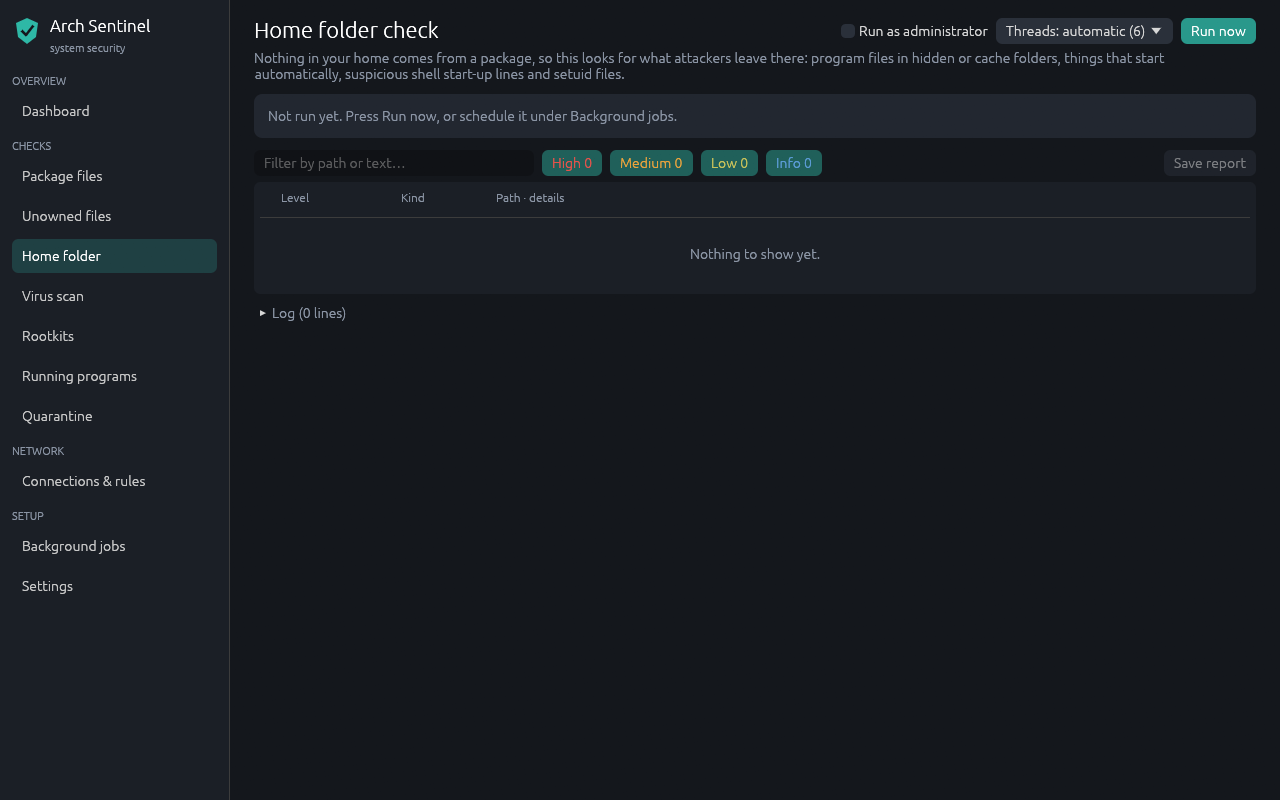 Arch Sentinel
system security
OVERVIEW
Dashboard
CHECKS
Package files
Unowned files
Home folder
Virus scan
Rootkits
Running programs
Quarantine
NETWORK
Connections & rules
SETUP
Background jobs
Settings
Home folder check
Run as administrator
Threads: automatic (6)
Run now
Nothing in your home comes from a package, so this looks for what attackers leave there: program files in hidden or cache folders, things that start
automatically, suspicious shell start-up lines and setuid files.
Not run yet. Press Run now, or schedule it under Background jobs.
Filter by path or text…
High 0
Medium 0
Low 0
Info 0
Save report
Level
Kind
Path · details
Nothing to show yet.
Log (0 lines)